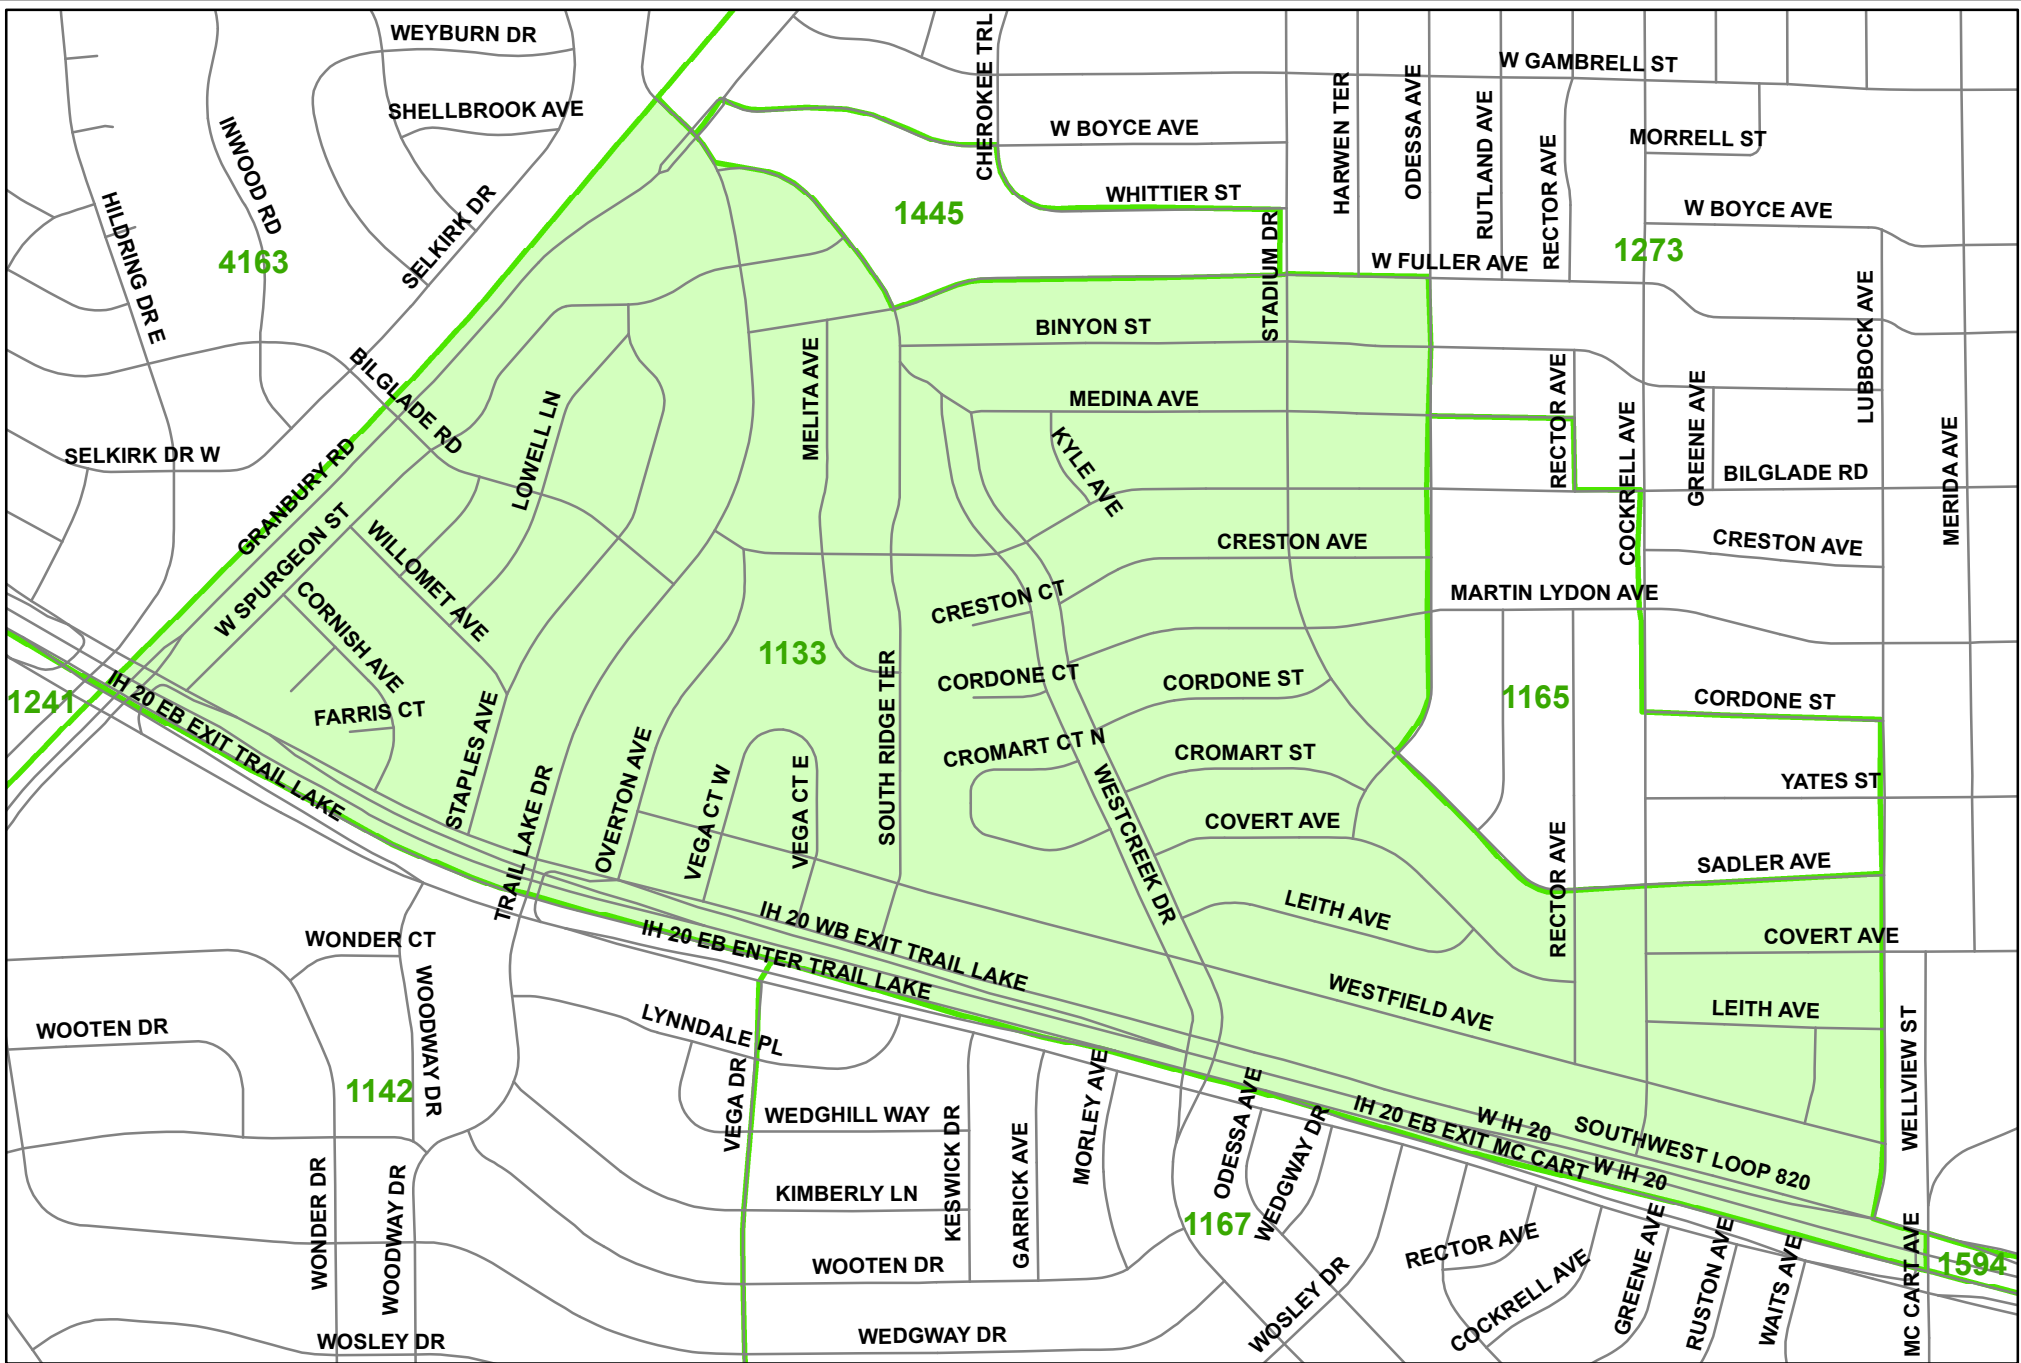 WEYBURN DR
CHEROKEE TRL
W GAMBRELL ST
SHELLBROOK AVE
INWOOD RD
W BOYCE AVE
HARWEN TER
ODESSA AVE
RUTLAND AVE
RECTOR AVE
MORRELL ST
HILDRING DR E
SELKIRK DR
1445
WHITTIER ST
W BOYCE AVE
4163
STADIUM DR
W FULLER AVE
1273
LUBBOCK AVE
BINYON ST
BILGLADE RD
LOWELL LN
MELITA AVE
MEDINA AVE
KYLE AVE
RECTOR AVE
COCKRELL AVE
GREENE AVE
SELKIRK DR W
BILGLADE RD
MERIDA AVE
GRANBURY RD
W SPURGEON ST
WILLOMET AVE
CRESTON AVE
CRESTON AVE
CORNISH AVE
CRESTON CT
MARTIN LYDON AVE
1133
SOUTH RIDGE TER
CORDONE CT
CORDONE ST
1165
CORDONE ST
1241
IH 20 EB EXIT TRAIL LAKE
FARRIS CT
STAPLES AVE
TRAIL LAKE DR
OVERTON AVE
VEGA CT W
VEGA CT E
CROMART CT N
WESTCREEK DR
CROMART ST
YATES ST
COVERT AVE
RECTOR AVE
SADLER AVE
LEITH AVE
IH 20 WB EXIT TRAIL LAKE
IH 20 EB ENTER TRAIL LAKE
WONDER CT
COVERT AVE
WOODWAY DR
WESTFIELD AVE
LEITH AVE
WOOTEN DR
LYNNDALE PL
WELLVIEW ST
1142
VEGA DR
WEDGHILL WAY
KESWICK DR
GARRICK AVE
MORLEY AVE
ODESSA AVE
WEDGWAY DR
IH 20 EB EXIT MC CART
W IH 20
SOUTHWEST LOOP 820
W IH 20
WONDER DR
WOODWAY DR
KIMBERLY LN
1167
WOOTEN DR
RECTOR AVE
COCKRELL AVE
GREENE AVE
RUSTON AVE
WAITS AVE
MC CART AVE
1594
WOSLEY DR
WEDGWAY DR
WOSLEY DR